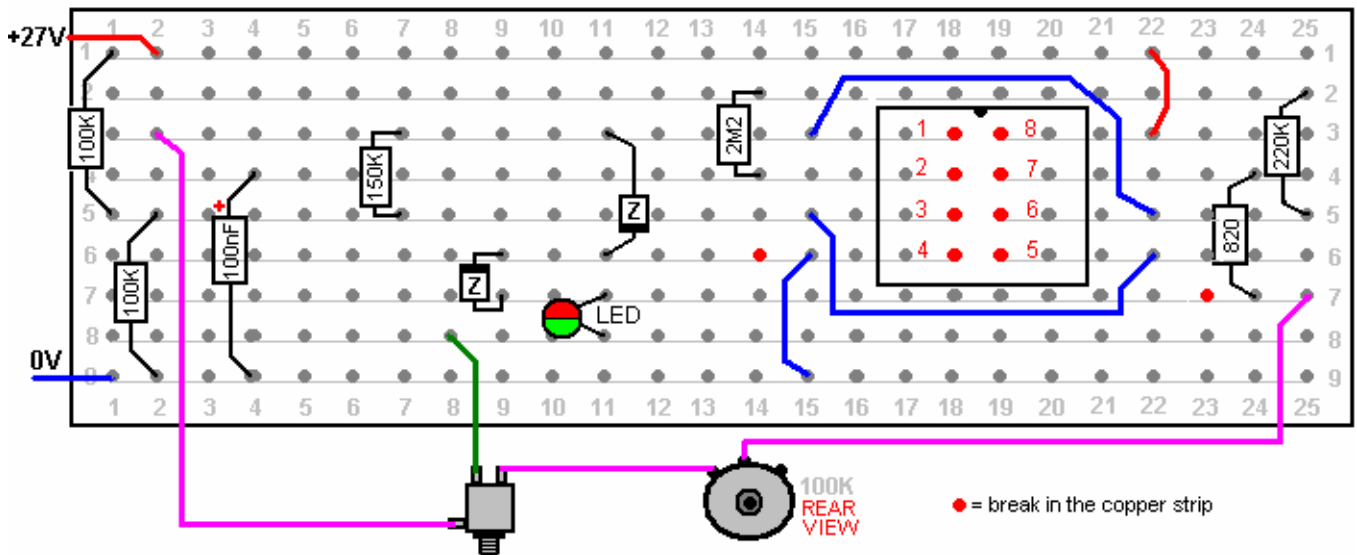 1 2 3 4 5 6 7 8 9 10 11 12 13 14 15 16 17 18 19 20 21 22 23 24 25
+27V
1 1
2 2
100K 2M2 1 8 220K 3
4 150K 2 7 4
+
5 Z 3 6 5
6 100nF 4 5 820 6
100K Z
7 LED 7
8 8
0V
9 9
1 2 3 4 5 6 7 8 9 10 11 12 13 14 15 16 17 18 19 20 21 22 23 24 25
100K
REAR
VIEW
= break in the copper strip